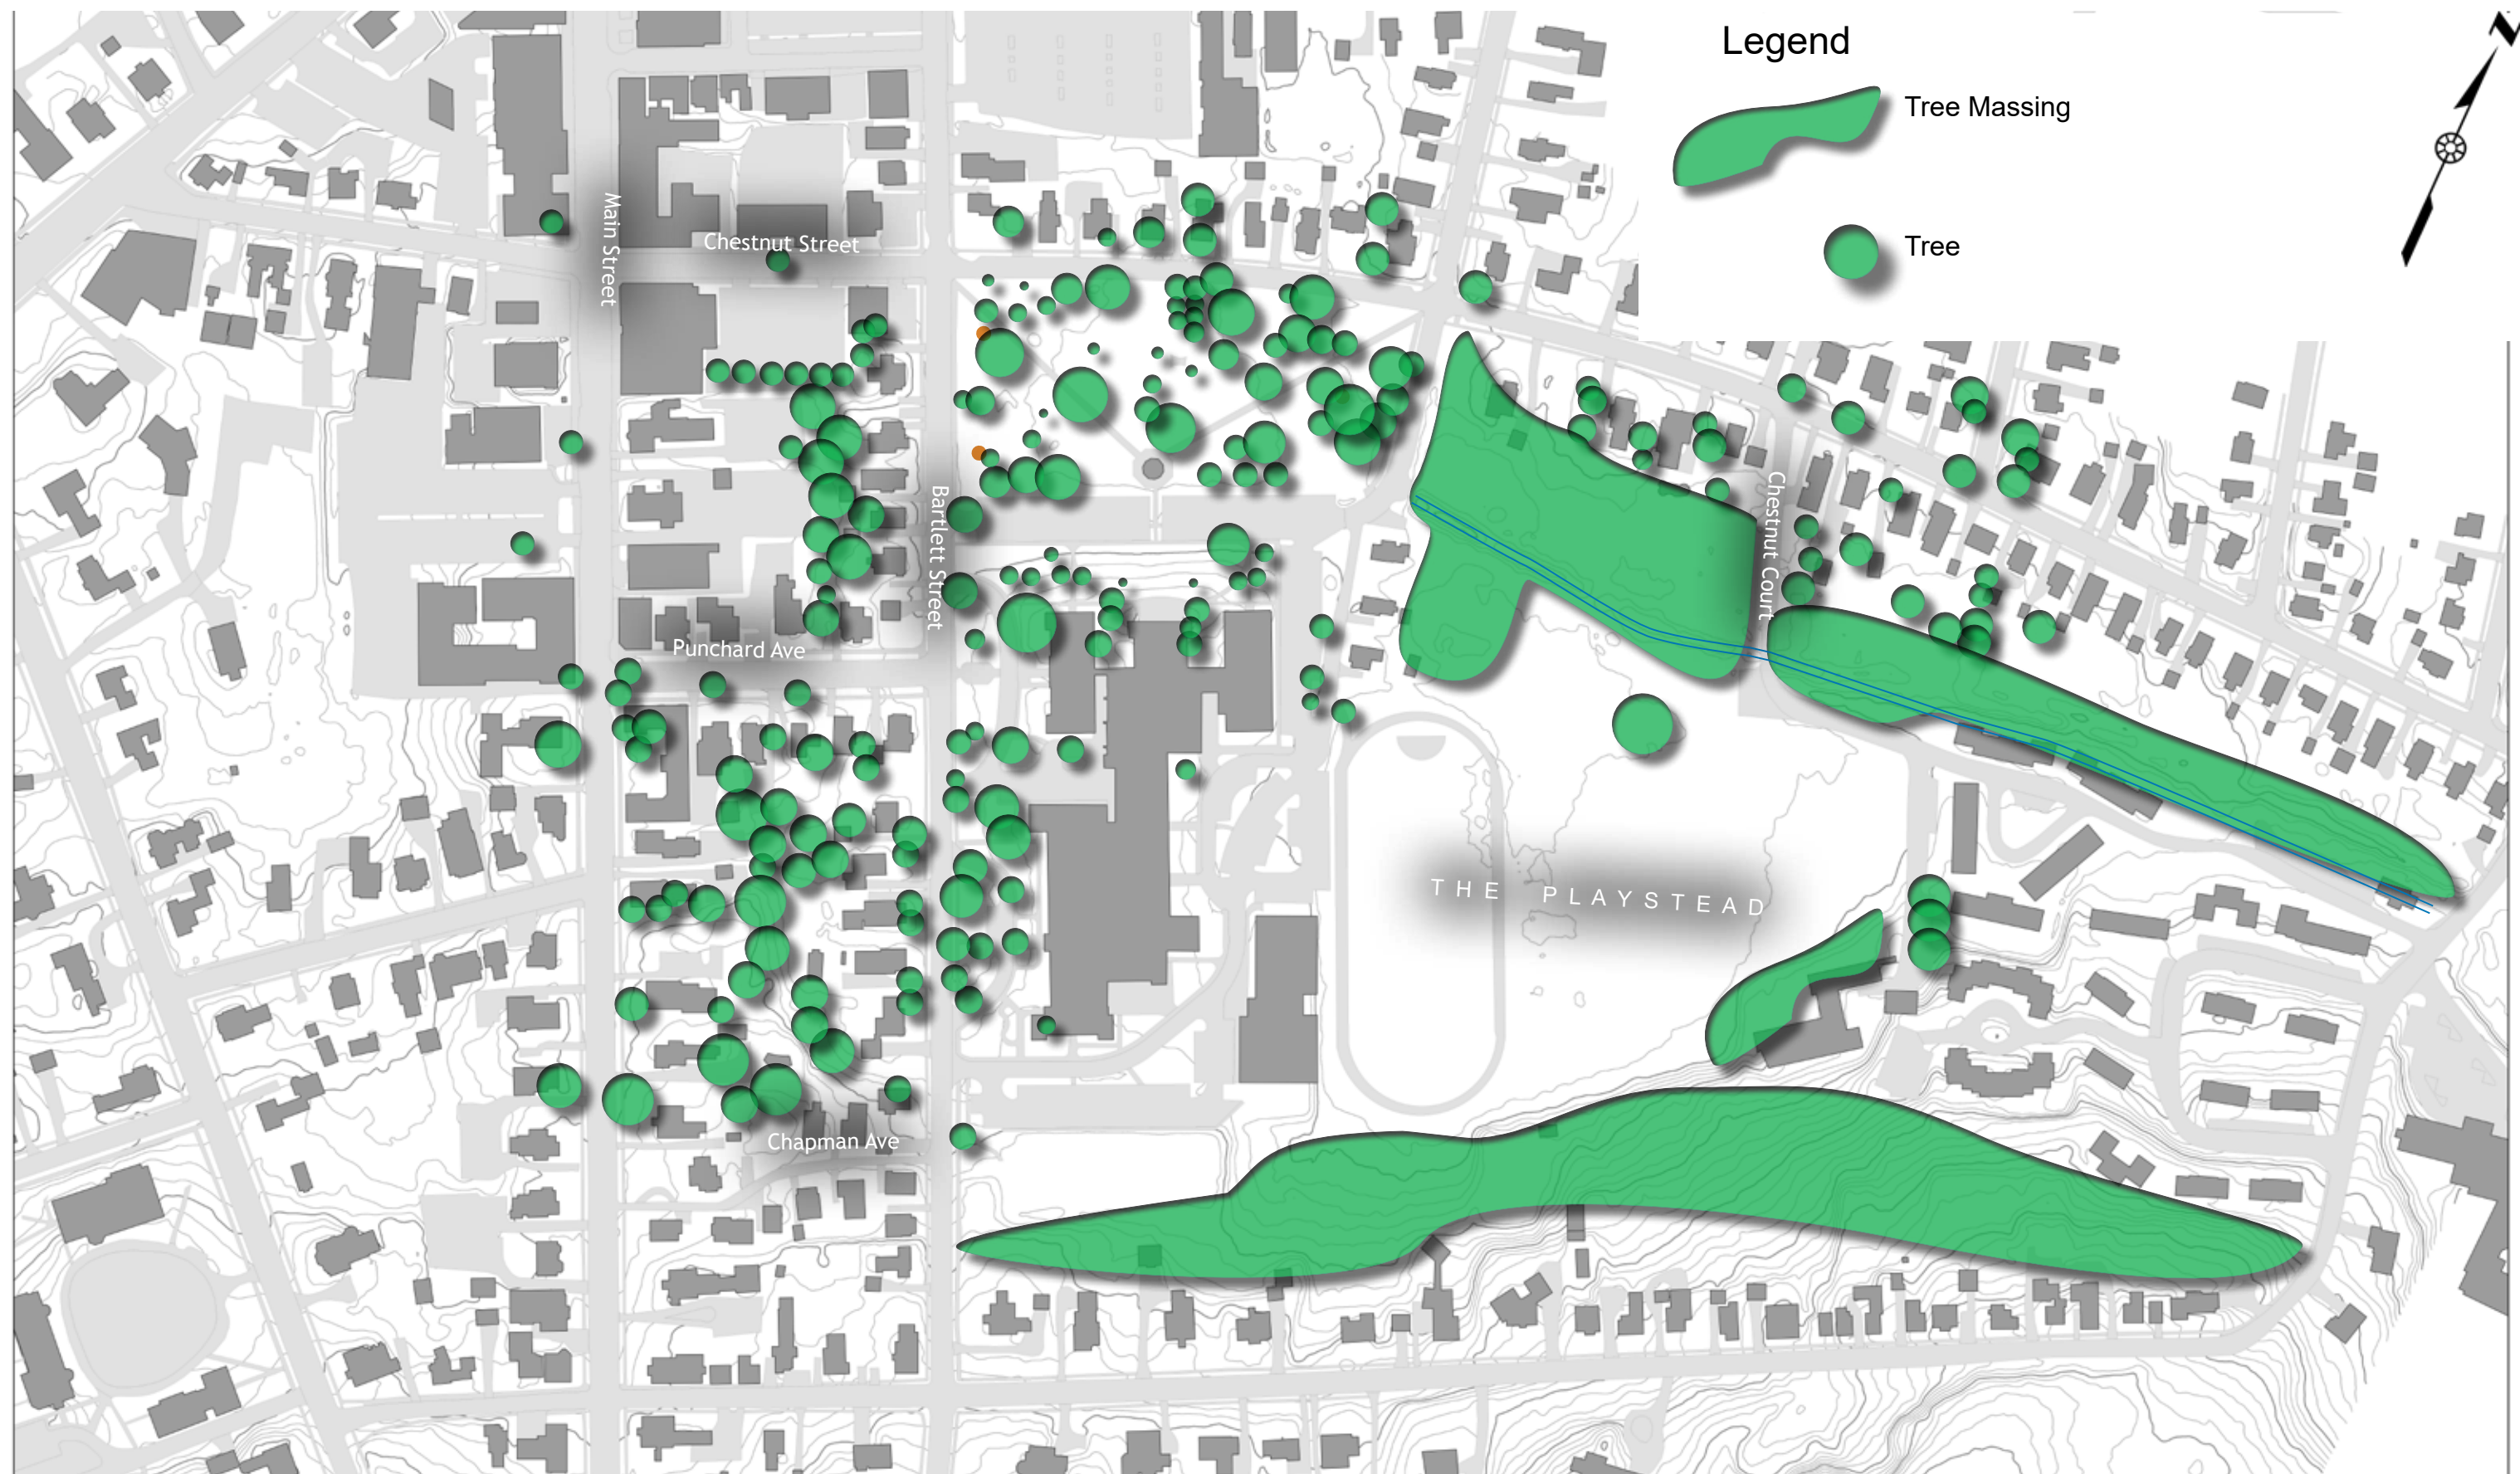 Legend
Tree Massing
Tree
N
Main Street
Chestnut Street
Bartlett Street
Chestnut Court
Punchard Ave
THE PLAYSTEAD
Chapman Ave